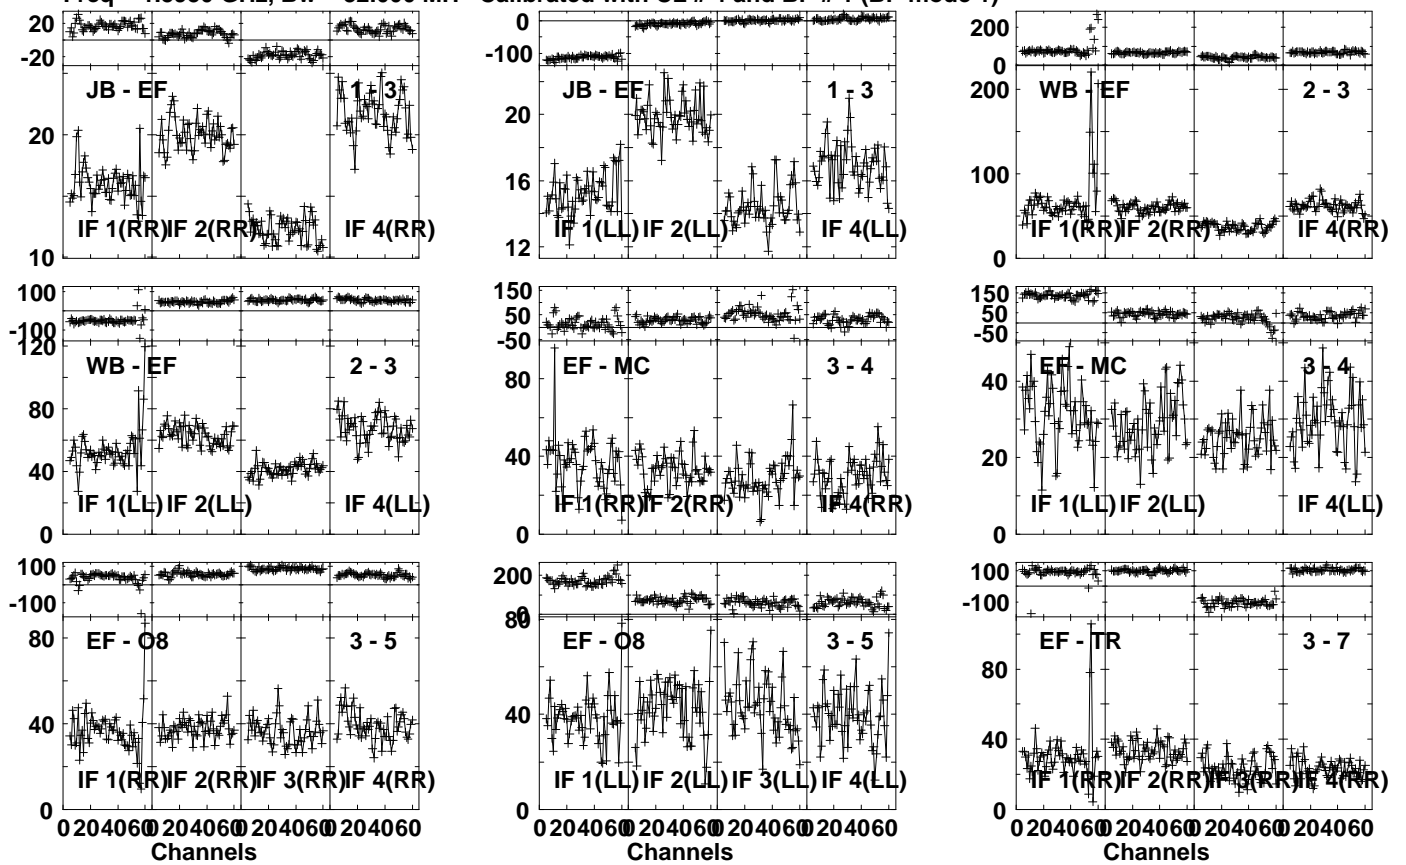 Freq = GHz, Bw = MH Calibrated with CL # and BP # (BP mode 1)
20
-20
JB - EF 1 - 3
20
IF 1(RR) IF 2(RR) IF 4(RR)
10
0
-100
JB - EF 1 - 3
20
16
IF 1(LL) IF 2(LL) IF 4(LL)
12
200
0
WB - EF 2 - 3
200
100
IF 1(RR) IF 2(RR) IF 4(RR)
0
100
-100
120
WB - EF 2 - 3
80
40
IF 1(LL) IF 2(LL) IF 4(LL)
0
150
50
-50
EF - MC 3 - 4
80
40
IF 1(RR) IF 2(RR) IF 4(RR)
0
150
50
-50
EF - MC 3 - 4
40
20
IF 1(LL) IF 2(LL) IF 4(LL)
0
100
-100
EF - O8 3 - 5
80
40
IF 1(RR) IF 2(RR) IF 3(RR) IF 4(RR)
0
0 20 40 60 0 20 40 60 0 20 40 60 0 20 40 60
Channels
200
0
80
EF - O8 3 - 5
40
IF 1(LL) IF 2(LL) IF 3(LL) IF 4(LL)
0
0 20 40 60 0 20 40 60 0 20 40 60 0 20 40 60
100
-100
EF - TR 3 - 7
80
40
IF 1(RR) IF 2(RR) IF 3(RR) IF 4(RR)
0
0 20 40 60 0 20 40 60 0 20 40 60 0 20 40 60
Channels